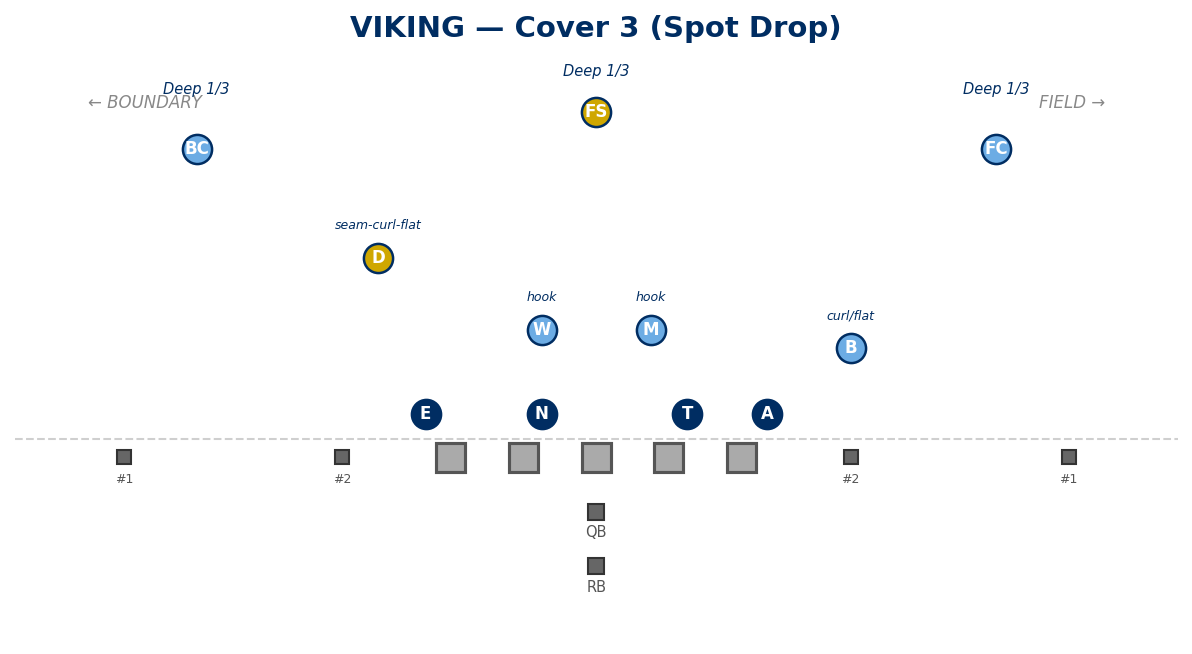 VIKING — Cover 3 (Spot Drop)
Deep 1/3
Deep 1/3
Deep 1/3
← BOUNDARY
FIELD →
FS
BC
FC
seam-curl-flat
D
hook
hook
curl/flat
W
M
B
E
N
T
A
#1
#2
#2
#1
QB
RB